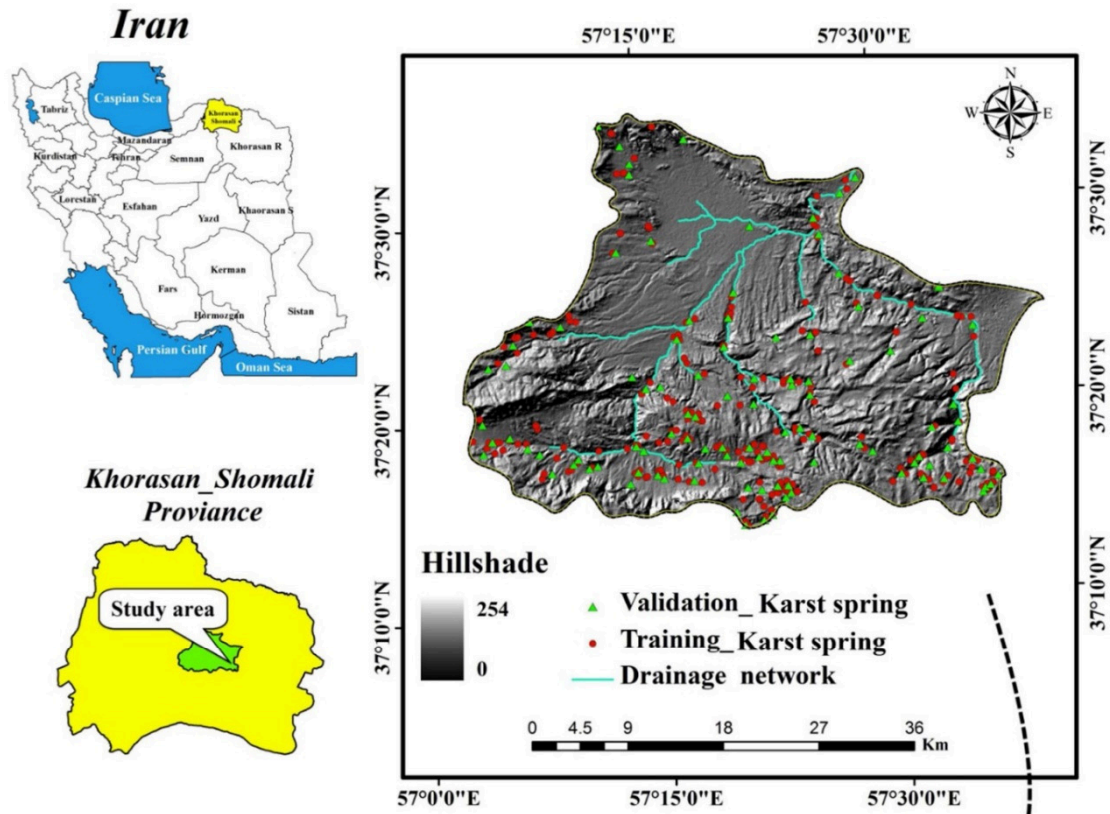 Iran
Caspian Sea
Tabriz
Khorasan
Shomali
Mazandaran
Kurdistan
Tehran
Semnan
Khorasan R
Lorestan
Esfahan
Yazd
Khaorasan S
Kerman
Fars
Hormozgan
Sistan
Persian Gulf
Oman Sea
Khorasan_Shomali
Proviance
Study area
57°15'0"E
57°30'0"E
N
W
E
S
37°30'0"N
37°20'0"N
37°10'0"N
37°30'0"N
37°20'0"N
37°10'0"N
Hillshade
254
0
Validation_ Karst spring
Training_ Karst spring
Drainage network
0 4.5 9 18 27 36
Km
57°0'0"E
57°15'0"E
57°30'0"E